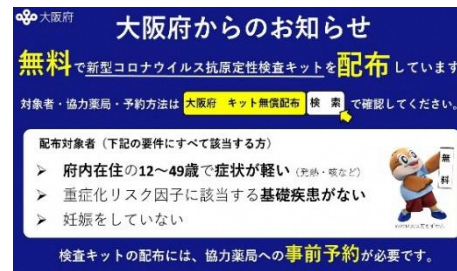 大阪府
大阪府からのお知らせ
無料で新型コロナウイルス抗原定性検査キットを配布しています
対象者・協力薬局・予約方法は 大阪府 キット無償配布 検 索 で確認してください。
配布対象者（下記の要件にすべて該当する方）
➤ 府内在住の12～49歳で症状が軽い（発熱・咳など）
➤ 重症化リスク因子に該当する基礎疾患がない
➤ 妊娠をしていない
無料
検査キットの配布には、協力薬局への事前予約が必要です。